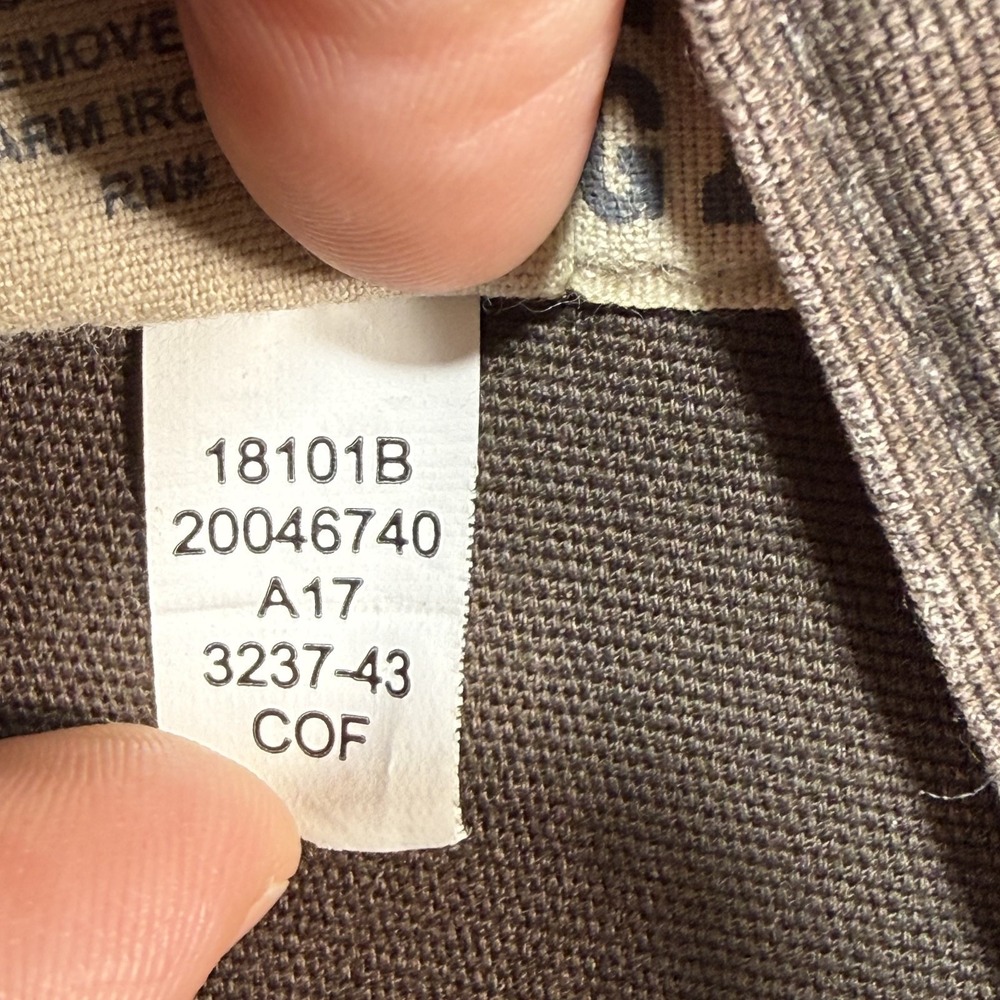 EMOVE
ARM IRO
RN#
G
18101B
20046740
A17
3237-43
COF